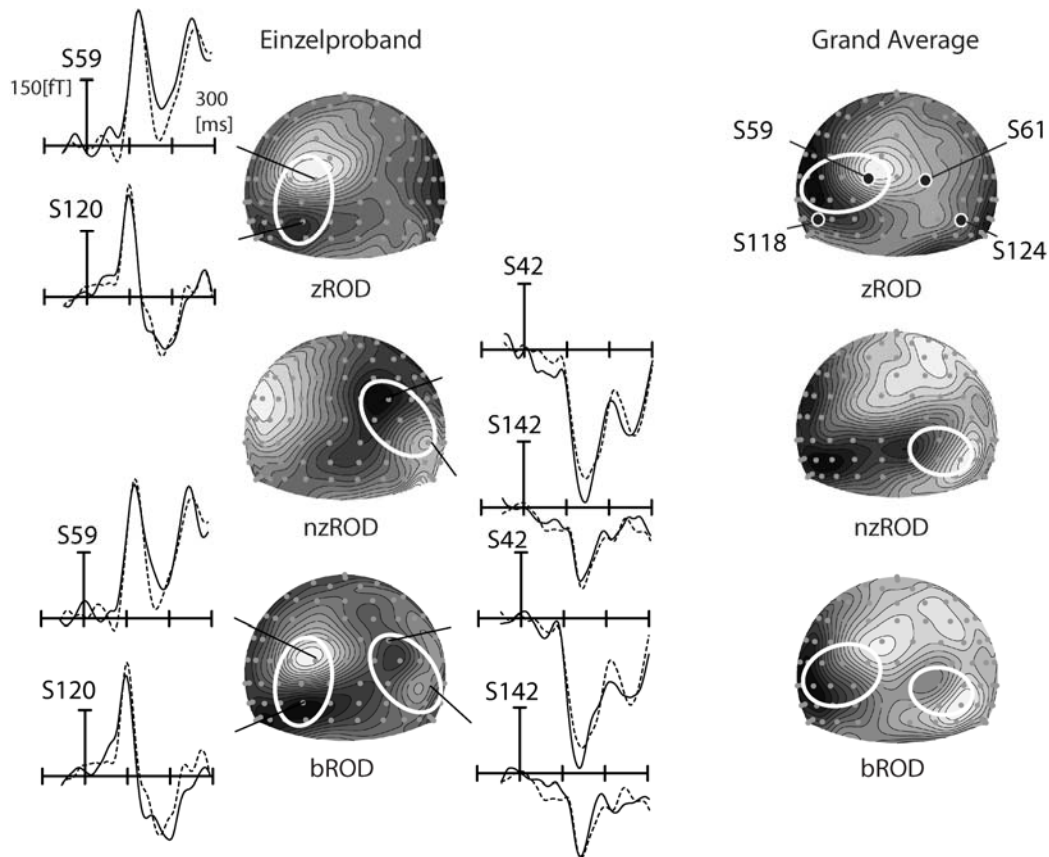 Einzelproband
Grand Average
S59
150[fT]
300
[ms]
S120
zROD
S59
S61
S118
S124
zROD
S42
S142
nzROD
nzROD
S59
S42
S120
S142
bROD
bROD